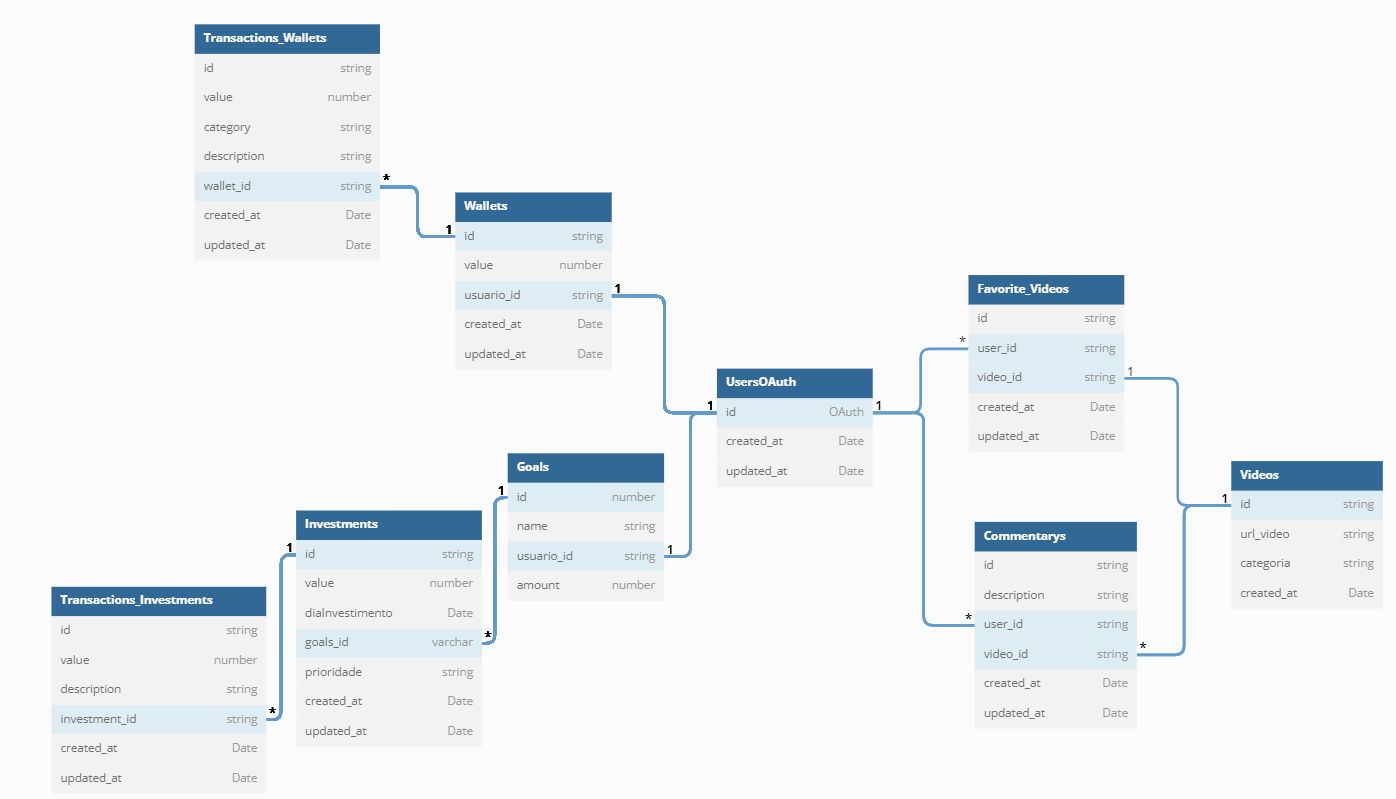 Transactions_Wallets
id string
value number
category string
description string
wallet_id string *
created_at Date
updated_at Date
Wallets
1 id string
value number
usuario_id string 1
created_at Date
updated_at Date
UsersOAuth
1 id OAuth 1
created_at Date
updated_at Date
Favorite_Videos
id string
* user_id string
video_id string 1
created_at Date
updated_at Date
Videos
1 id string
url_video string
categoria string
created_at Date
Commentarys
id string
description string
* user_id string
video_id string *
created_at Date
updated_at Date
Goals
1 id number
name string
usuario_id string 1
amount number
Investments
1 id string
value number
diaInvestimento Date
goals_id varchar *
prioridade string
created_at Date
updated_at Date
Transactions_Investments
id string
value number
description string
investment_id string *
created_at Date
updated_at Date